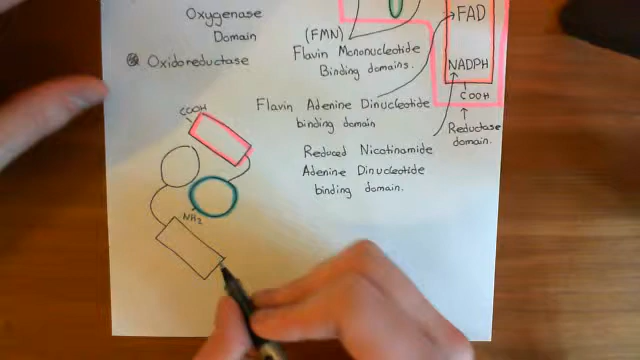 Oxygenase
Domain
(FMN)
Flavin Mononucleotide
Binding domains.
FAD
NADPH
COOH
Oxidoreductase
Flavin Adenine Dinucleotide
binding domain
Reductase
domain.
Reduced Nicotinamide
Adenine Dinucleotide
binding domain.
COOH
NH2